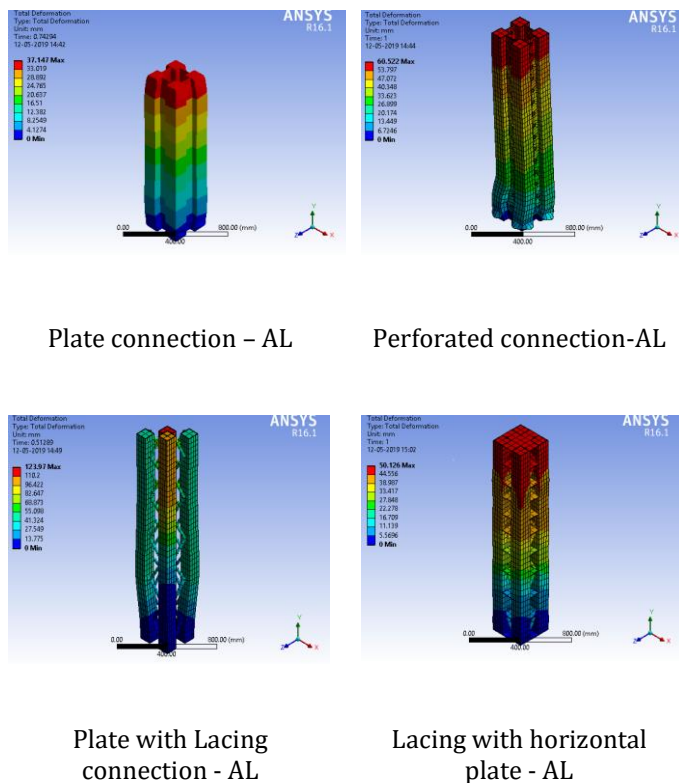 Total Deformation
Type: Total Deformation
Unit: mm
Time: 0.74294
12-05-2019 14:42
ANSYS
R16.1
37.147 Max
33.019
28.892
24.765
20.637
16.51
12.382
8.2549
4.1274
0 Min
Y
Z
X
0.00
800.00 (mm)
400.00
Total Deformation
Type: Total Deformation
Unit: mm
Time: 1
12-05-2019 14:44
ANSYS
R16.1
60.522 Max
53.797
47.072
40.348
33.623
26.899
20.174
13.449
6.7246
0 Min
Y
Z
X
0.00
800.00 (mm)
400.00
Plate connection – AL
Perforated connection-AL
Total Deformation
Type: Total Deformation
Unit: mm
Time: 0.51289
12-05-2019 14:49
ANSYS
R16.1
123.97 Max
110.2
96.422
82.647
68.873
55.098
41.324
27.549
13.775
0 Min
Y
Z
X
0.00
800.00 (mm)
400.00
Total Deformation
Type: Total Deformation
Unit: mm
Time: 1
12-05-2019 15:02
ANSYS
R16.1
50.126 Max
44.556
38.987
33.417
27.848
22.278
16.709
11.139
5.5696
0 Min
Y
Z
X
0.00
800.00 (mm)
400.00
Plate with Lacing
connection - AL
Lacing with horizontal
plate - AL